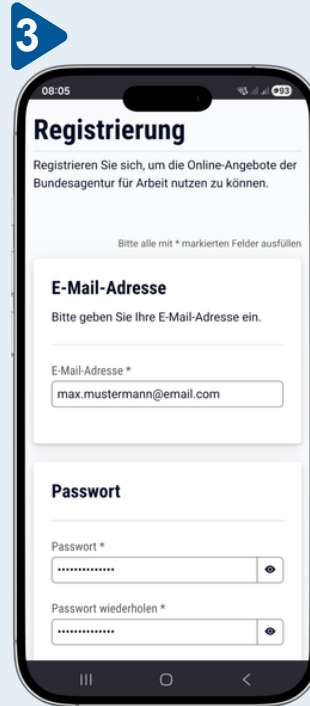 3
08:05
93
Registrierung
Registrieren Sie sich, um die Online-Angebote der
Bundesagentur für Arbeit nutzen zu können.
Bitte alle mit * markierten Felder ausfüllen
E-Mail-Adresse
Bitte geben Sie Ihre E-Mail-Adresse ein.
E-Mail-Adresse *
max.mustermann@email.com
Passwort
Passwort *
••••••••••••••
Passwort wiederholen *
••••••••••••••